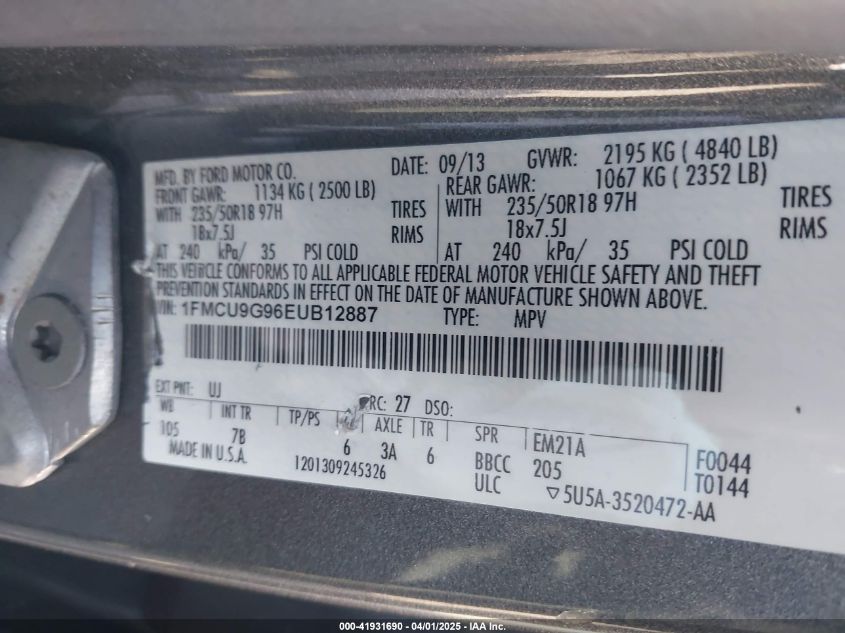 MFD. BY FORD MOTOR CO. DATE: 09/13 GVWR: 2195 KG ( 4840 LB)
FRONT GAWR: 1134 KG ( 2500 LB) REAR GAWR: 1067 KG ( 2352 LB)
WITH 235/50R18 97H TIRES WITH 235/50R18 97H TIRES
18x7.5J RIMS 18x7.5J RIMS
AT 240 kPa/ 35 PSI COLD AT 240 kPa/ 35 PSI COLD
THIS VEHICLE CONFORMS TO ALL APPLICABLE FEDERAL MOTOR VEHICLE SAFETY AND THEFT
PREVENTION STANDARDS IN EFFECT ON THE DATE OF MANUFACTURE SHOWN ABOVE.
VIN: 1FMCU9G96EUB12887 TYPE: MPV
EXT PNT: UJ RC: 27 DSO:
WB INT TR TP/PS AXLE TR SPR EM21A F0044
105 7B 6 3A 6 BBCC 205 T0144
MADE IN U.S.A. 1201309245326 ULC ▽5U5A-3520472-AA
000-41931690 - 04/01/2025 - IAA Inc.